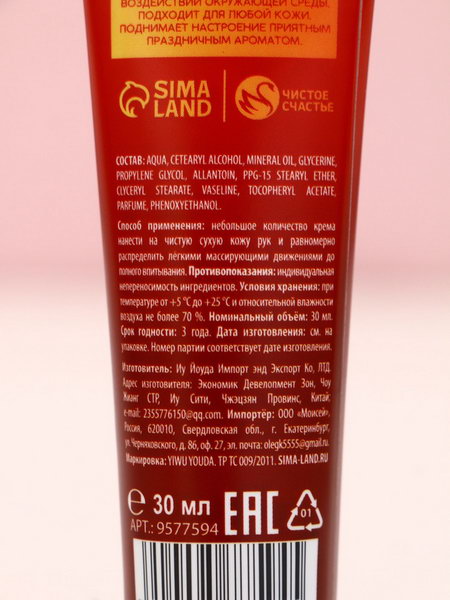 ВОЗДЕЙСТВИЙ ОКРУЖАЮЩЕЙ СРЕДЫ.
ПОДХОДИТ ДЛЯ ЛЮБОЙ КОЖИ.
ПОДНИМАЕТ НАСТРОЕНИЕ ПРИЯТНЫМ
ПРАЗДНИЧНЫМ АРОМАТОМ.
SIMA LAND
ЧИСТОЕ СЧАСТЬЕ
СОСТАВ: AQUA, CETEARYL ALCOHOL, MINERAL OIL, GLYCERINE,
PROPYLENE GLYCOL, ALLANTOIN, PPG-15 STEARYL ETHER,
GLYCERYL STEARATE, VASELINE, TOCOPHERYL ACETATE,
PARFUME, PHENOXYETHANOL.
Способ применения: небольшое количество крема
нанести на чистую сухую кожу рук и равномерно
распределить лёгкими массирующими движениями до
полного впитывания. Противопоказания: индивидуальная
непереносимость ингредиентов. Условия хранения: при
температуре от +5 °C до +25 °C и относительной влажности
воздуха не более 70 %. Номинальный объём: 30 мл.
Срок годности: 3 года. Дата изготовления: см. на
упаковке. Номер партии соответствует дате изготовления.
Изготовитель: Иу Йоуда Импорт энд Экспорт Ко, ЛТД.
Адрес изготовителя: Экономик Девелопмент Зон, Чоу
Жианг СТР, Иу Сити, Чжэцзян Провинс, Китай;
e-mail: 2355776150@qq.com. Импортёр: ООО «Моисей»,
Россия, 620010, Свердловская обл., г. Екатеринбург,
ул. Черняховского, д. 86, оф. 27, эл. почта: olegk5555@gmail.ru.
Маркировка: YIWU YOUDA. ТР ТС 009/2011. SIMA-LAND.RU
℮ 30 мл
АРТ.: 9577594
EAC
01